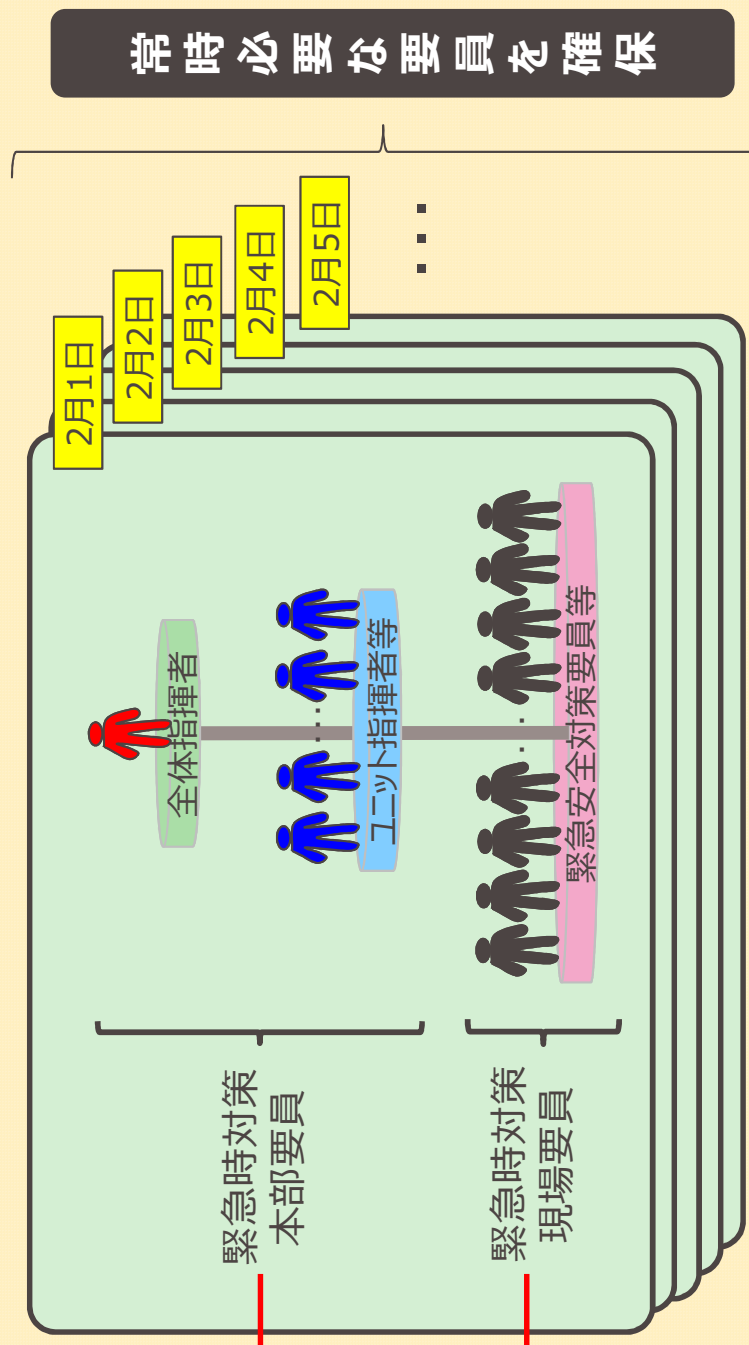 常時必要な要員を確保
2月1日
2月2日
2月3日
2月4日
2月5日
全体指揮者
ユニット指揮者等
緊急安全対策要員等
緊急時対策
本部要員
緊急時対策
現場要員